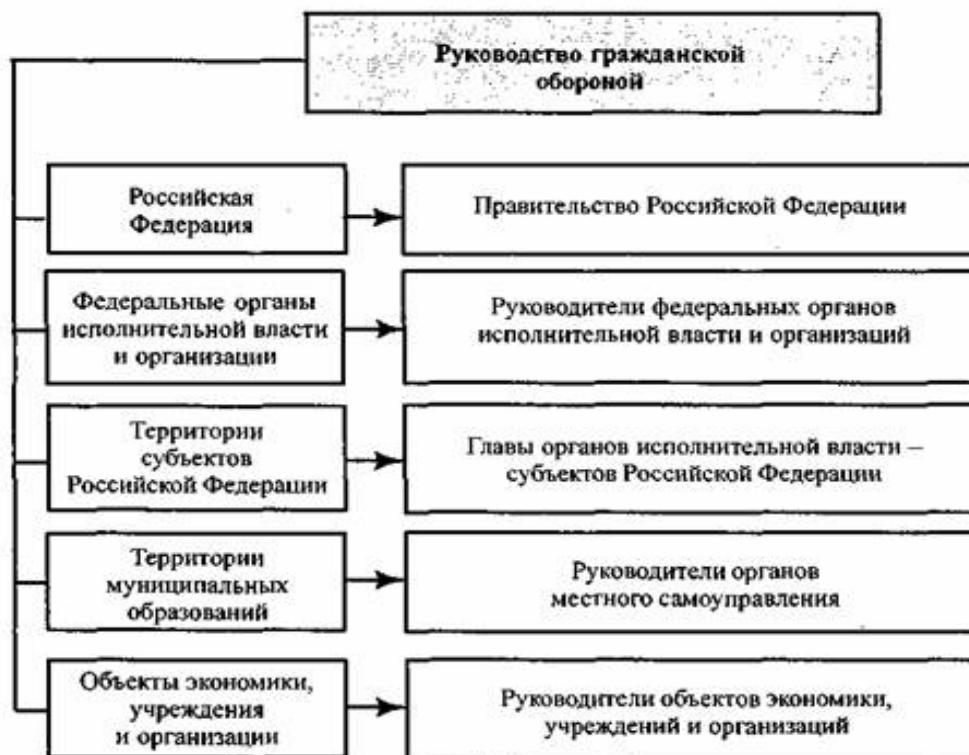 Руководство гражданской
обороной
Российская
Федерация
Правительство Российской Федерации
Федеральные органы
исполнительной власти
и организации
Руководители федеральных органов
исполнительной власти и организаций
Территории
субъектов
Российской Федерации
Главы органов исполнительной власти –
субъектов Российской Федерации
Территории
муниципальных
образований
Руководители органов
местного самоуправления
Объекты экономики,
учреждения
и организации
Руководители объектов экономики,
учреждений и организаций